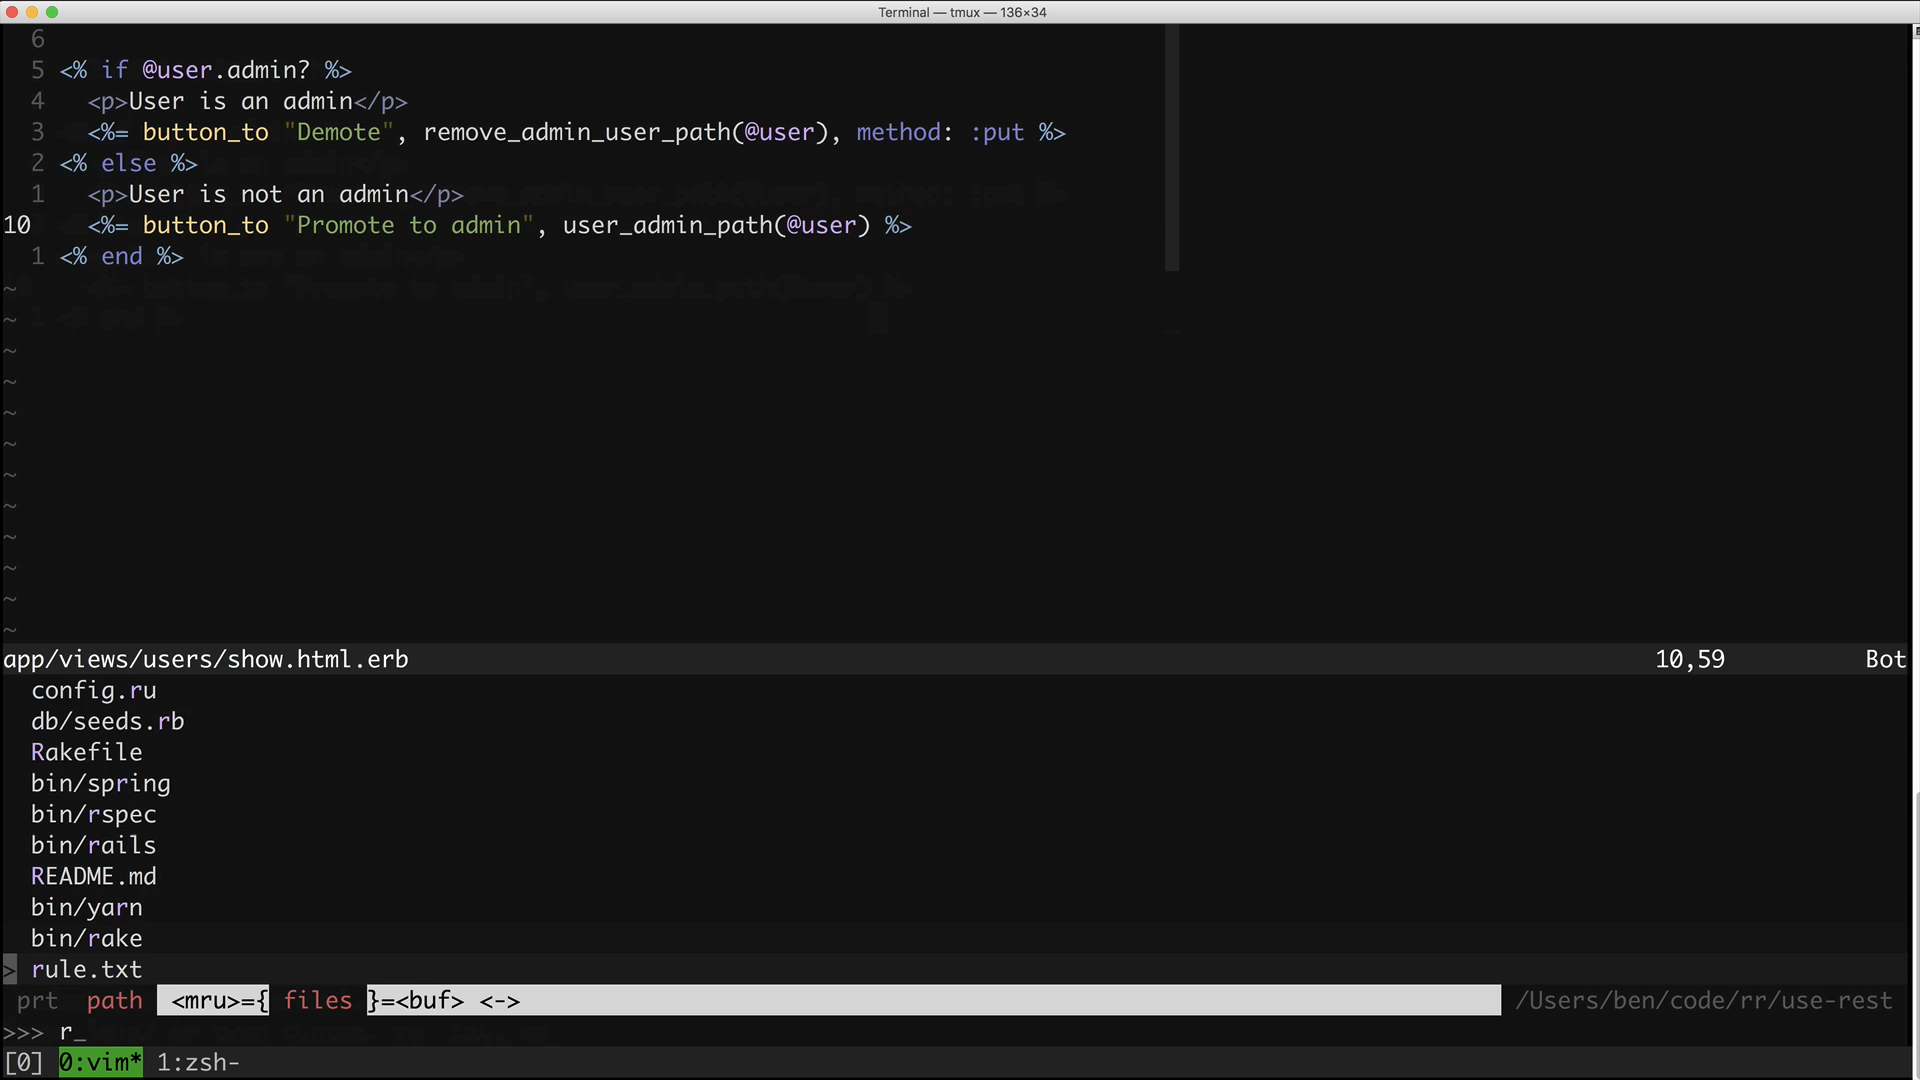 Terminal — tmux — 136×34
6
5 <% if @user.admin? %>
4   <p>User is an admin</p>
3   <%= button_to "Demote", remove_admin_user_path(@user), method: :put %>
2 <% else %>
1   <p>User is not an admin</p>
10   <%= button_to "Promote to admin", user_admin_path(@user) %>
1 <% end %>
~
~
~
~
~
~
~
~
~
~
~
~
app/views/users/show.html.erb 10,59 Bot
config.ru
db/seeds.rb
Rakefile
bin/spring
bin/rspec
bin/rails
README.md
bin/yarn
bin/rake
> rule.txt
prt path <mru>={ files }=<buf> <-> /Users/ben/code/rr/use-rest
>>> r_
[0] 0:vim* 1:zsh-